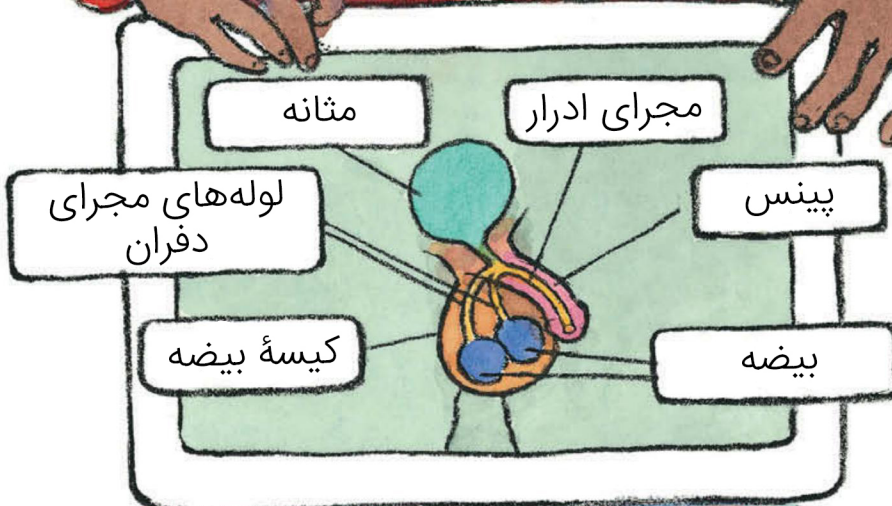 مثانه
مجرای ادرار
لوله‌های مجرای
دفران
پینس
کیسهٔ بیضه
بیضه